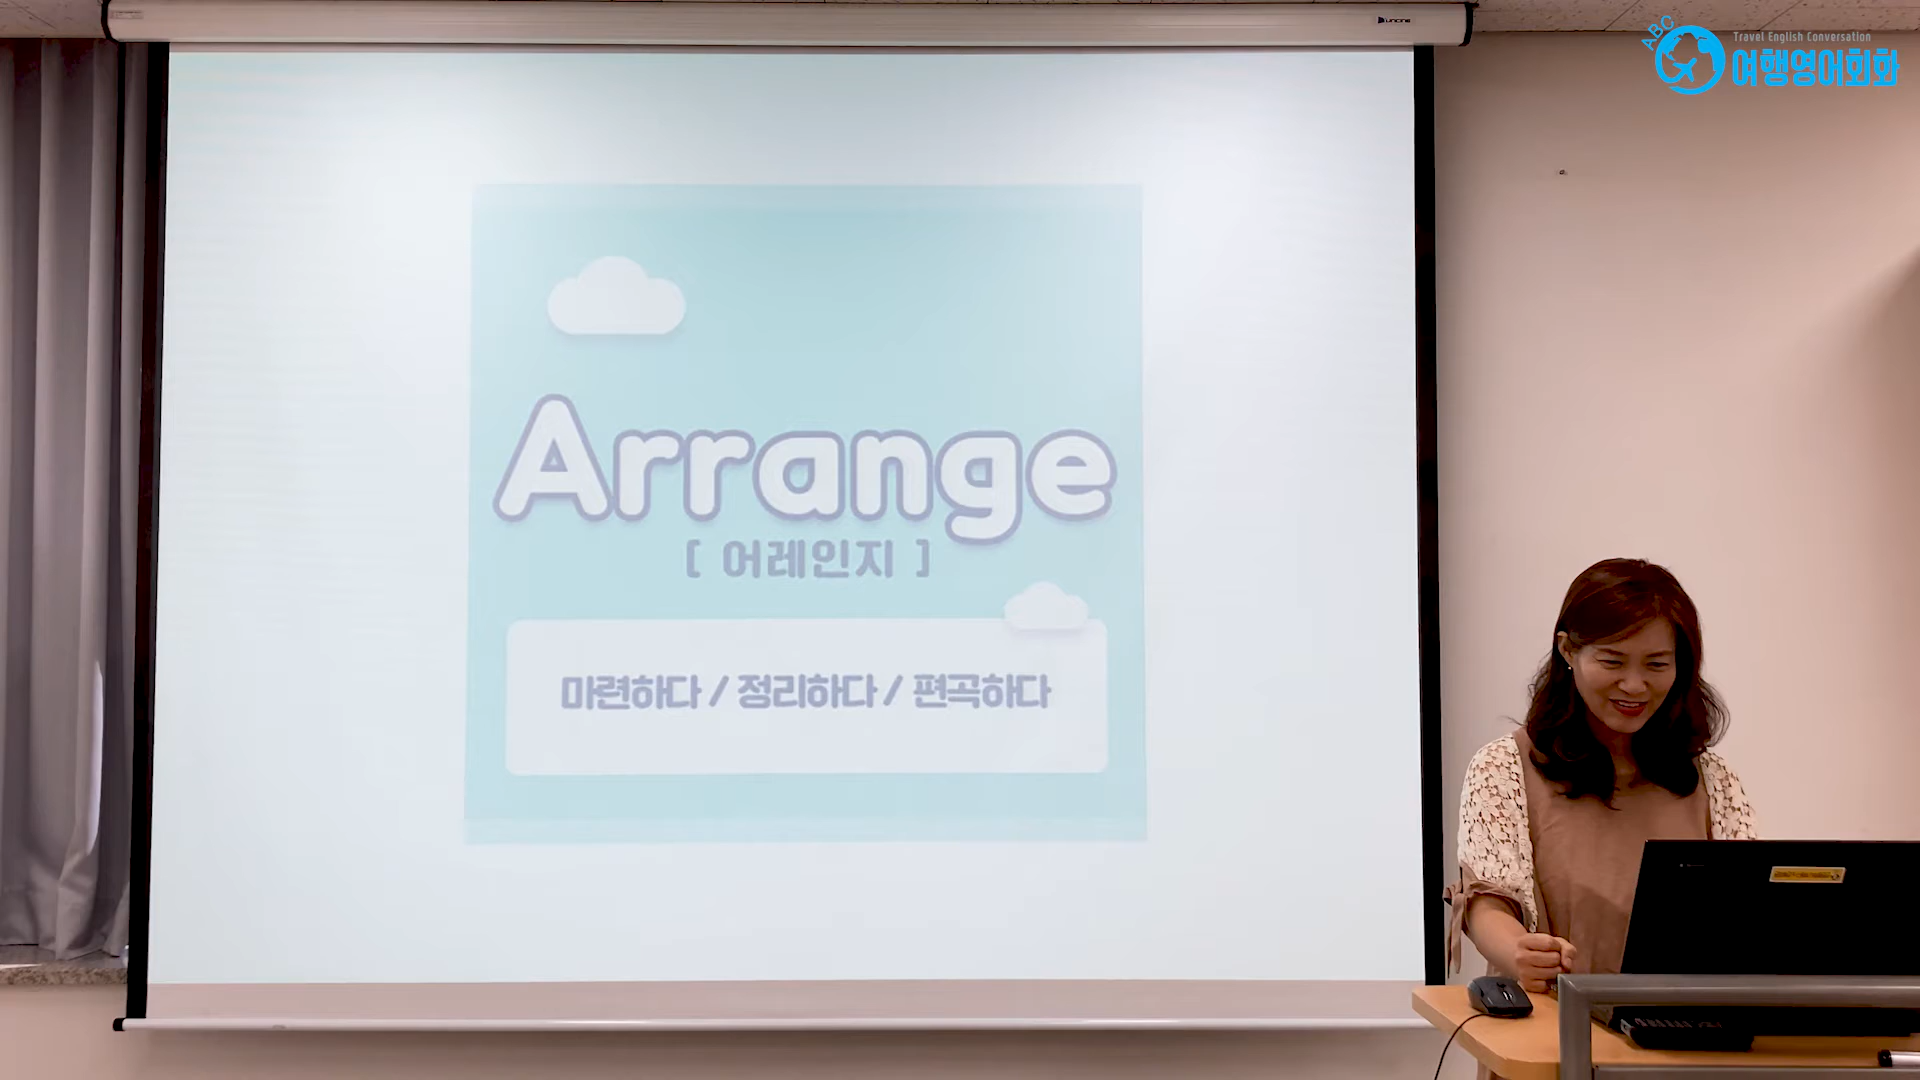 ABC
Travel English Conversation
여행영어회화
Arrange
[ 어레인지 ]
마련하다 / 정리하다 / 편곡하다